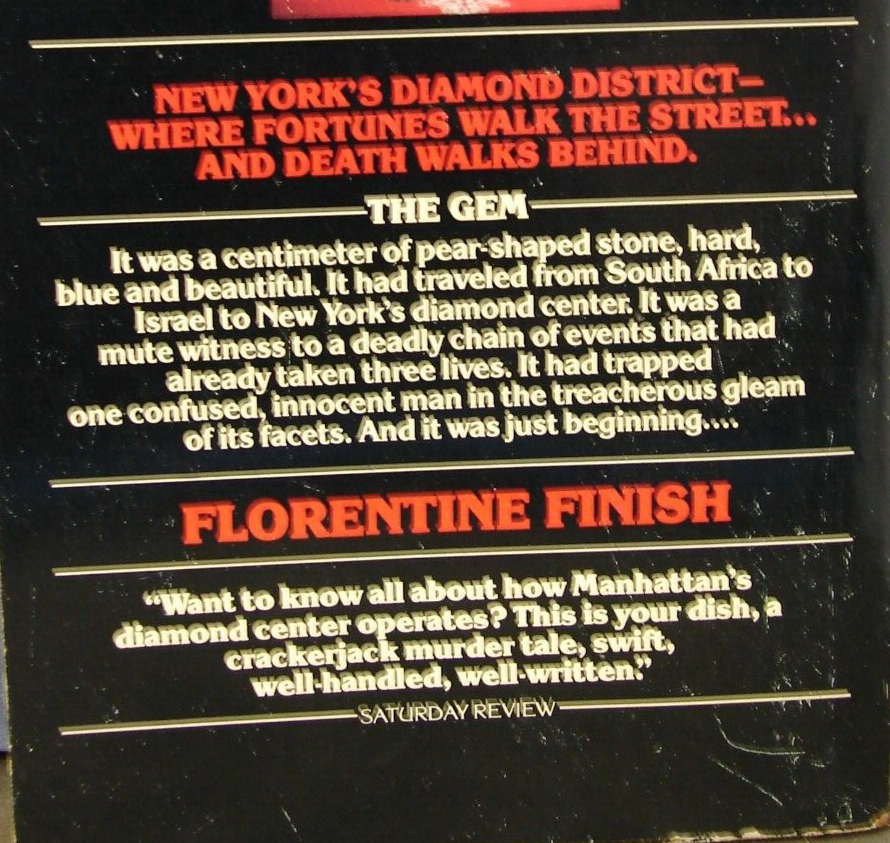 NEW YORK'S DIAMOND DISTRICT—
WHERE FORTUNES WALK THE STREET...
AND DEATH WALKS BEHIND.
THE GEM
It was a centimeter of pear-shaped stone, hard,
blue and beautiful. It had traveled from South Africa to
Israel to New York's diamond center. It was a
mute witness to a deadly chain of events that had
already taken three lives. It had trapped
one confused, innocent man in the treacherous gleam
of its facets. And it was just beginning....
FLORENTINE FINISH
"Want to know all about how Manhattan's
diamond center operates? This is your dish, a
crackerjack murder tale, swift,
well-handled, well-written."
SATURDAY REVIEW